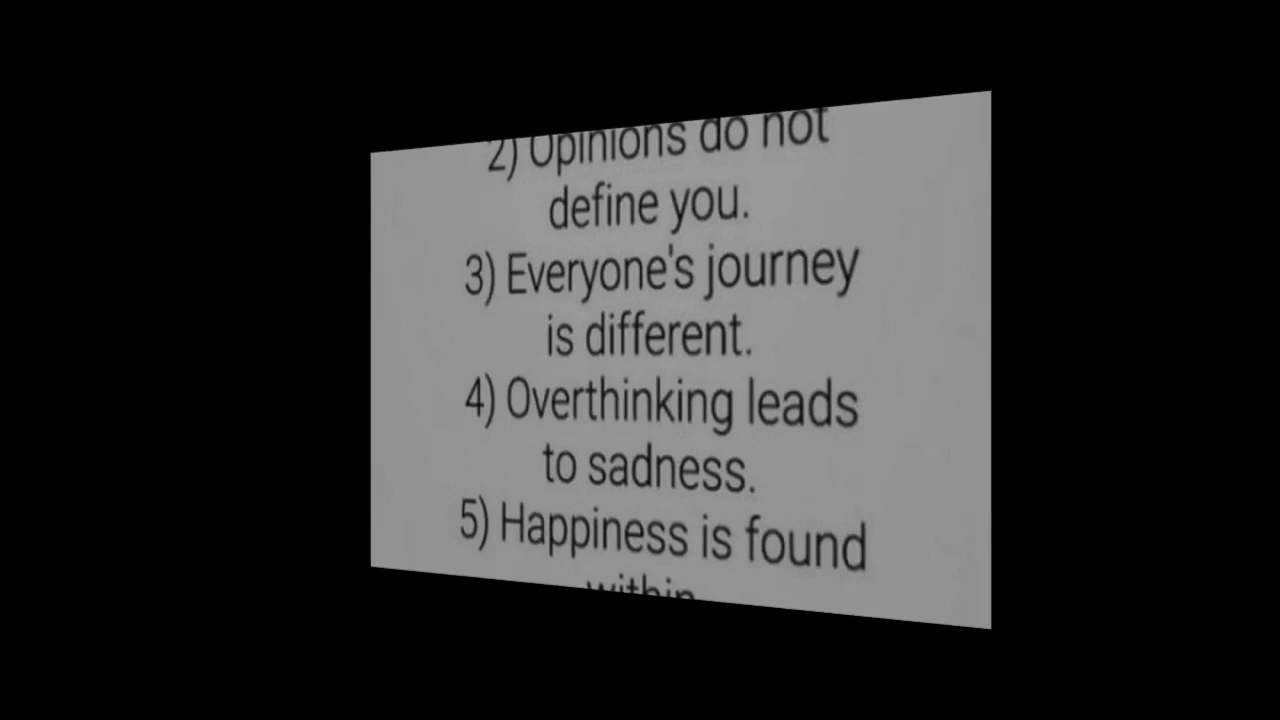 2) Opinions do not
define you.
3) Everyone's journey
is different.
4) Overthinking leads
to sadness.
5) Happiness is found
within